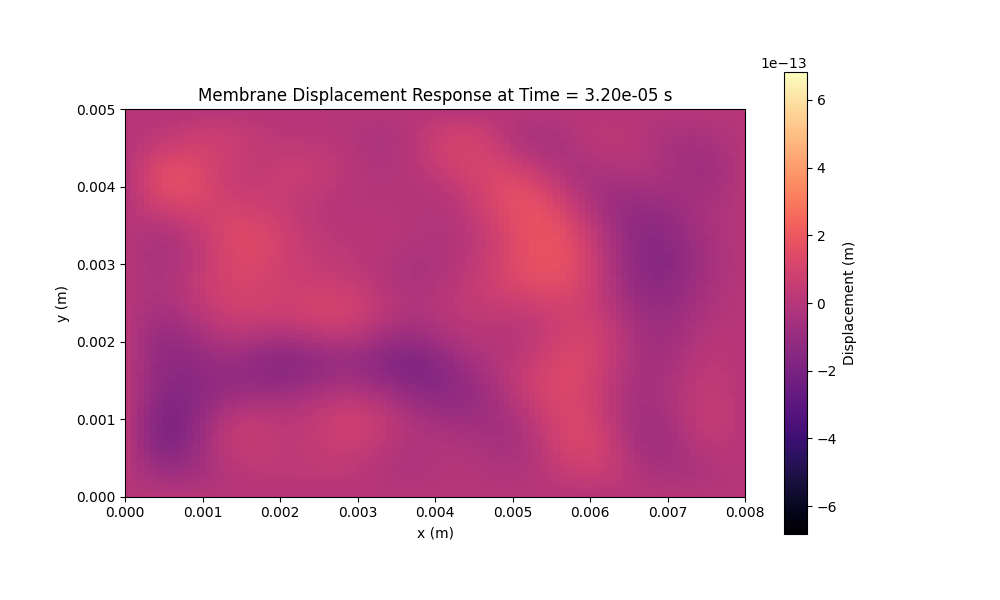 1e−13
Membrane Displacement Response at Time = 3.20e-05 s
0.005
0.004
0.003
0.002
0.001
0.000
y (m)
0.000 0.001 0.002 0.003 0.004 0.005 0.006 0.007 0.008
x (m)
6
4
2
0
−2
−4
−6
Displacement (m)